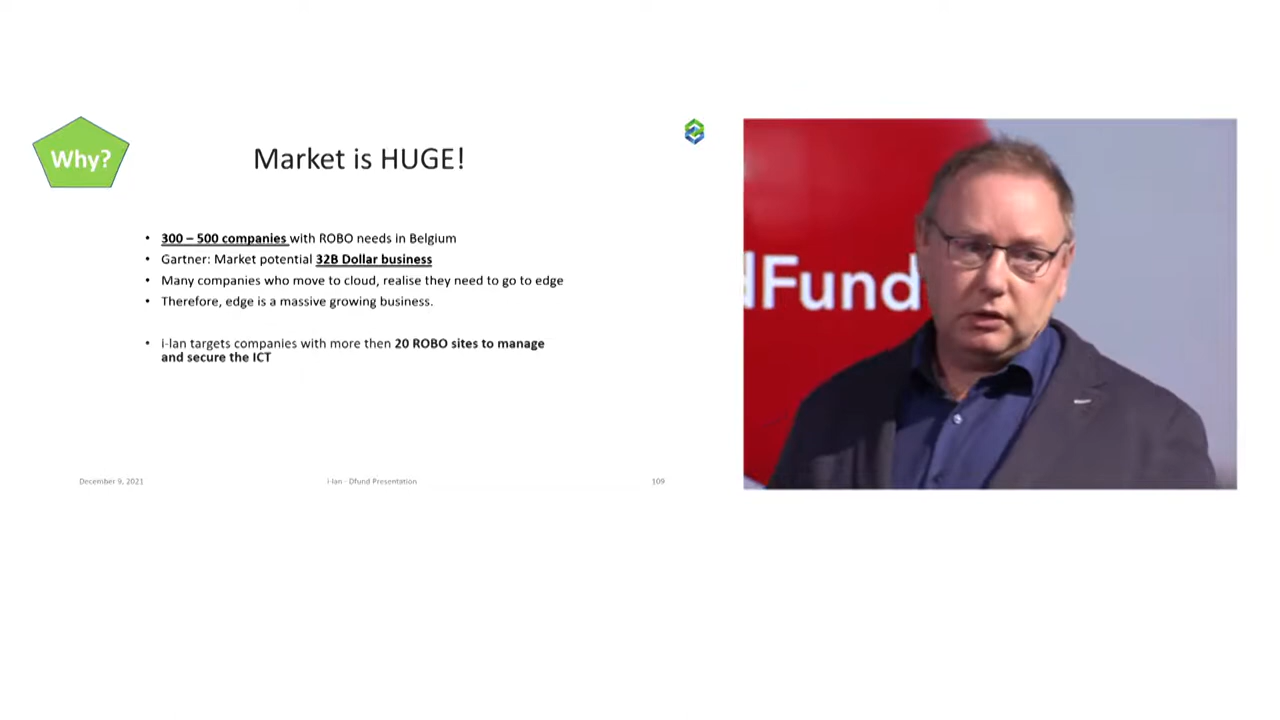 Why?
Market is HUGE!
• 300 – 500 companies with ROBO needs in Belgium
• Gartner: Market potential 32B Dollar business
• Many companies who move to cloud, realise they need to go to edge
• Therefore, edge is a massive growing business.
• i-lan targets companies with more then 20 ROBO sites to manage
and secure the ICT
December 9, 2021
i-lan - Dfund Presentation
109
dFund